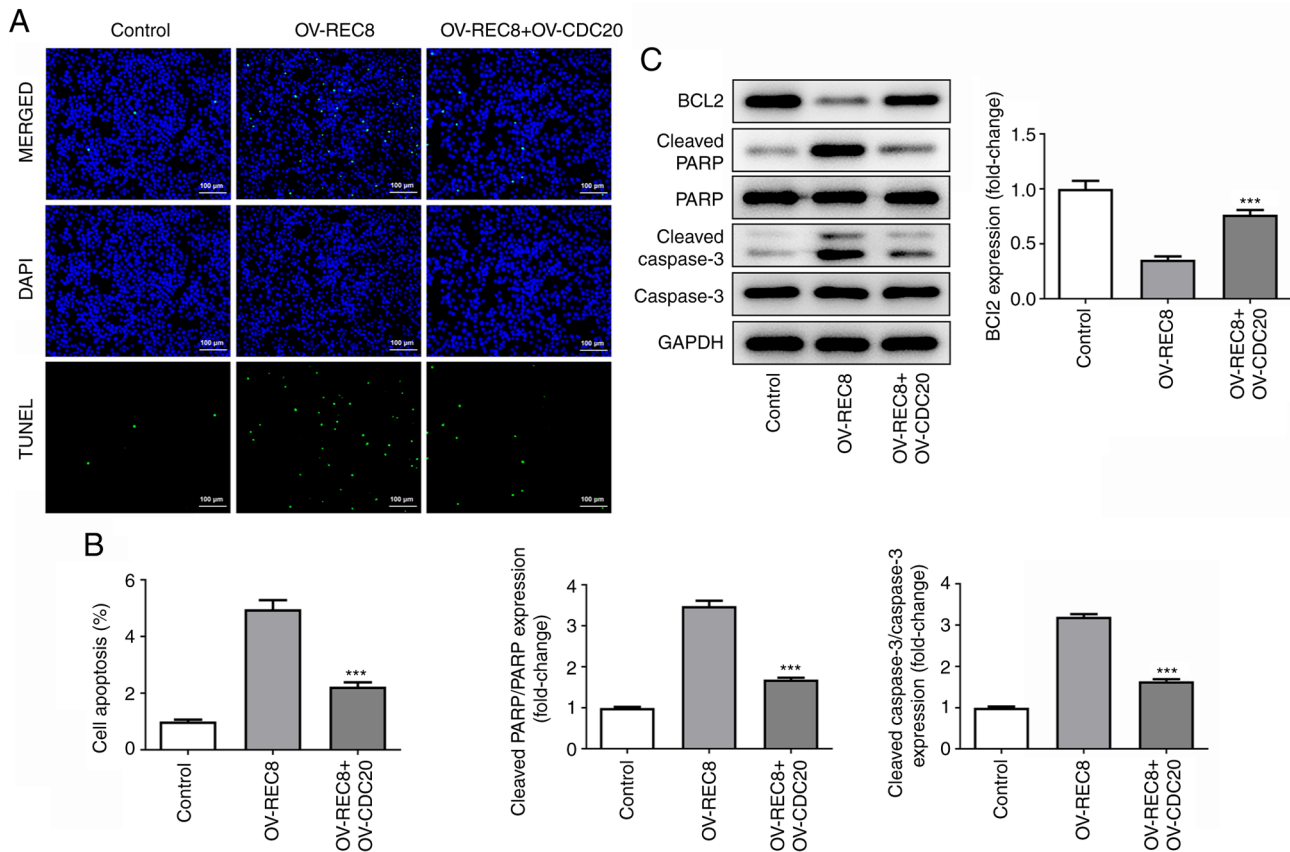 A
Control
OV-REC8
OV-REC8+OV-CDC20
MERGED
100 µm
100 µm
100 µm
DAPI
100 µm
100 µm
100 µm
TUNEL
100 µm
100 µm
100 µm
C
BCL2
Cleaved
PARP
PARP
Cleaved
caspase-3
Caspase-3
GAPDH
Control
OV-REC8
OV-REC8+
OV-CDC20
BCl2 expression (fold-change)
1.5
1.0
0.5
0.0
***
Control
OV-REC8
OV-REC8+
OV-CDC20
B
Cell apoptosis (%)
6
4
2
0
***
Control
OV-REC8
OV-REC8+
OV-CDC20
Cleaved PARP/PARP expression
(fold-change)
4
3
2
1
0
***
Control
OV-REC8
OV-REC8+
OV-CDC20
Cleaved caspase-3/caspase-3
expression (fold-change)
4
3
2
1
0
***
Control
OV-REC8
OV-REC8+
OV-CDC20